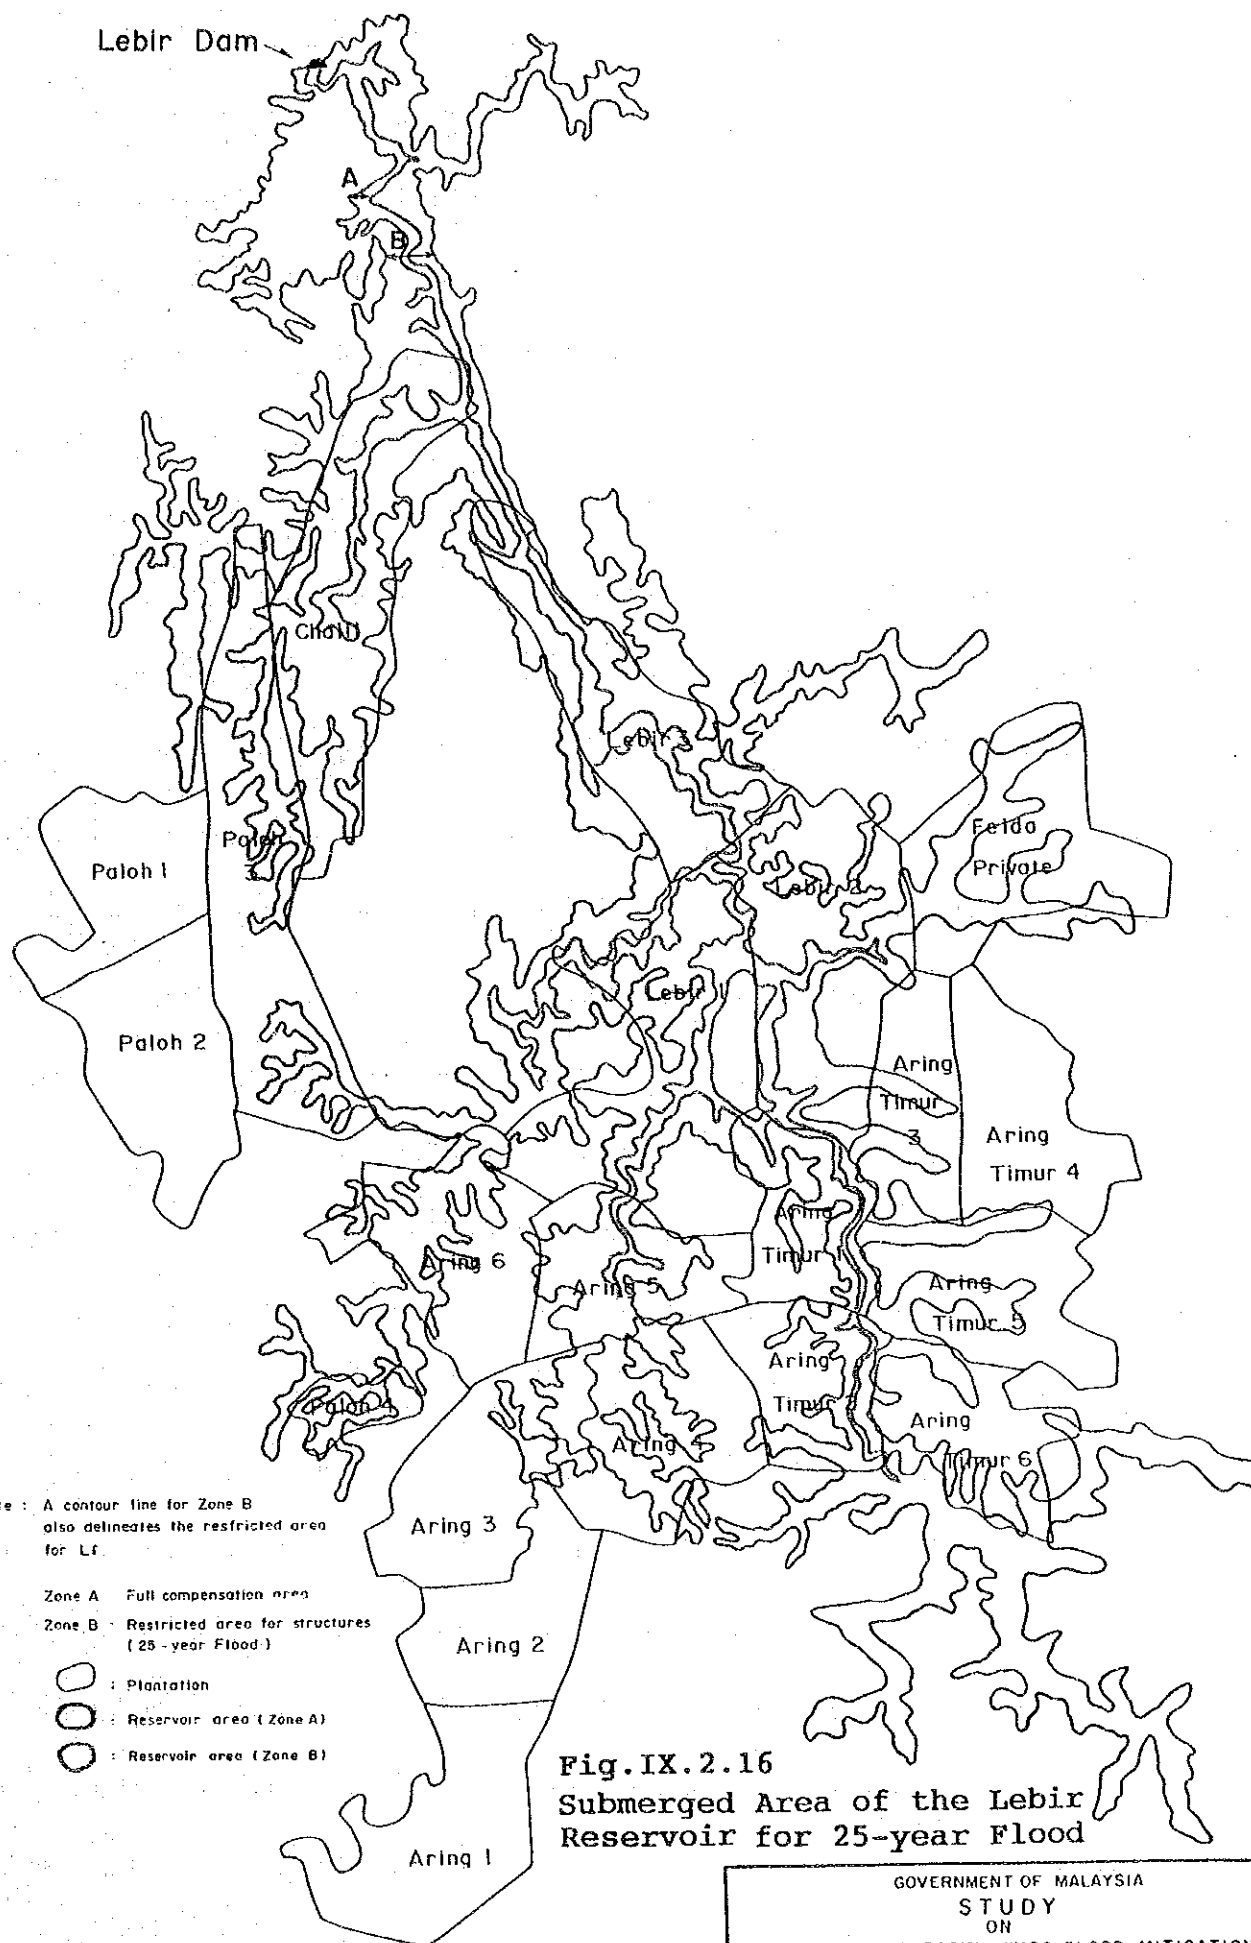 Lebir Dam
A
B
Lebir 3
Felda
Private
Paloh
3
Paloh 1
Lebir 2
Lebir 1
Paloh 2
Aring
Timur
3
Aring
Timur 4
Aring
Timur 1
Aring 6
Aring 5
Aring
Timur 5
Aring
Timur 2
Paloh 4
Aring 4
Aring
Timur 6
Aring 3
: A contour line for Zone B
also delineates the restricted area
for
Zone A Full compensation area
Zone B Restricted area for structures
( 25 - year Flood )
: Plantation
: Reservoir area ( Zone A )
: Reservoir area ( Zone B )
Aring 2
Aring 1
Fig.IX.2.16
Submerged Area of the Lebir
Reservoir for 25-year Flood
GOVERNMENT OF MALAYSIA
STUDY
ON